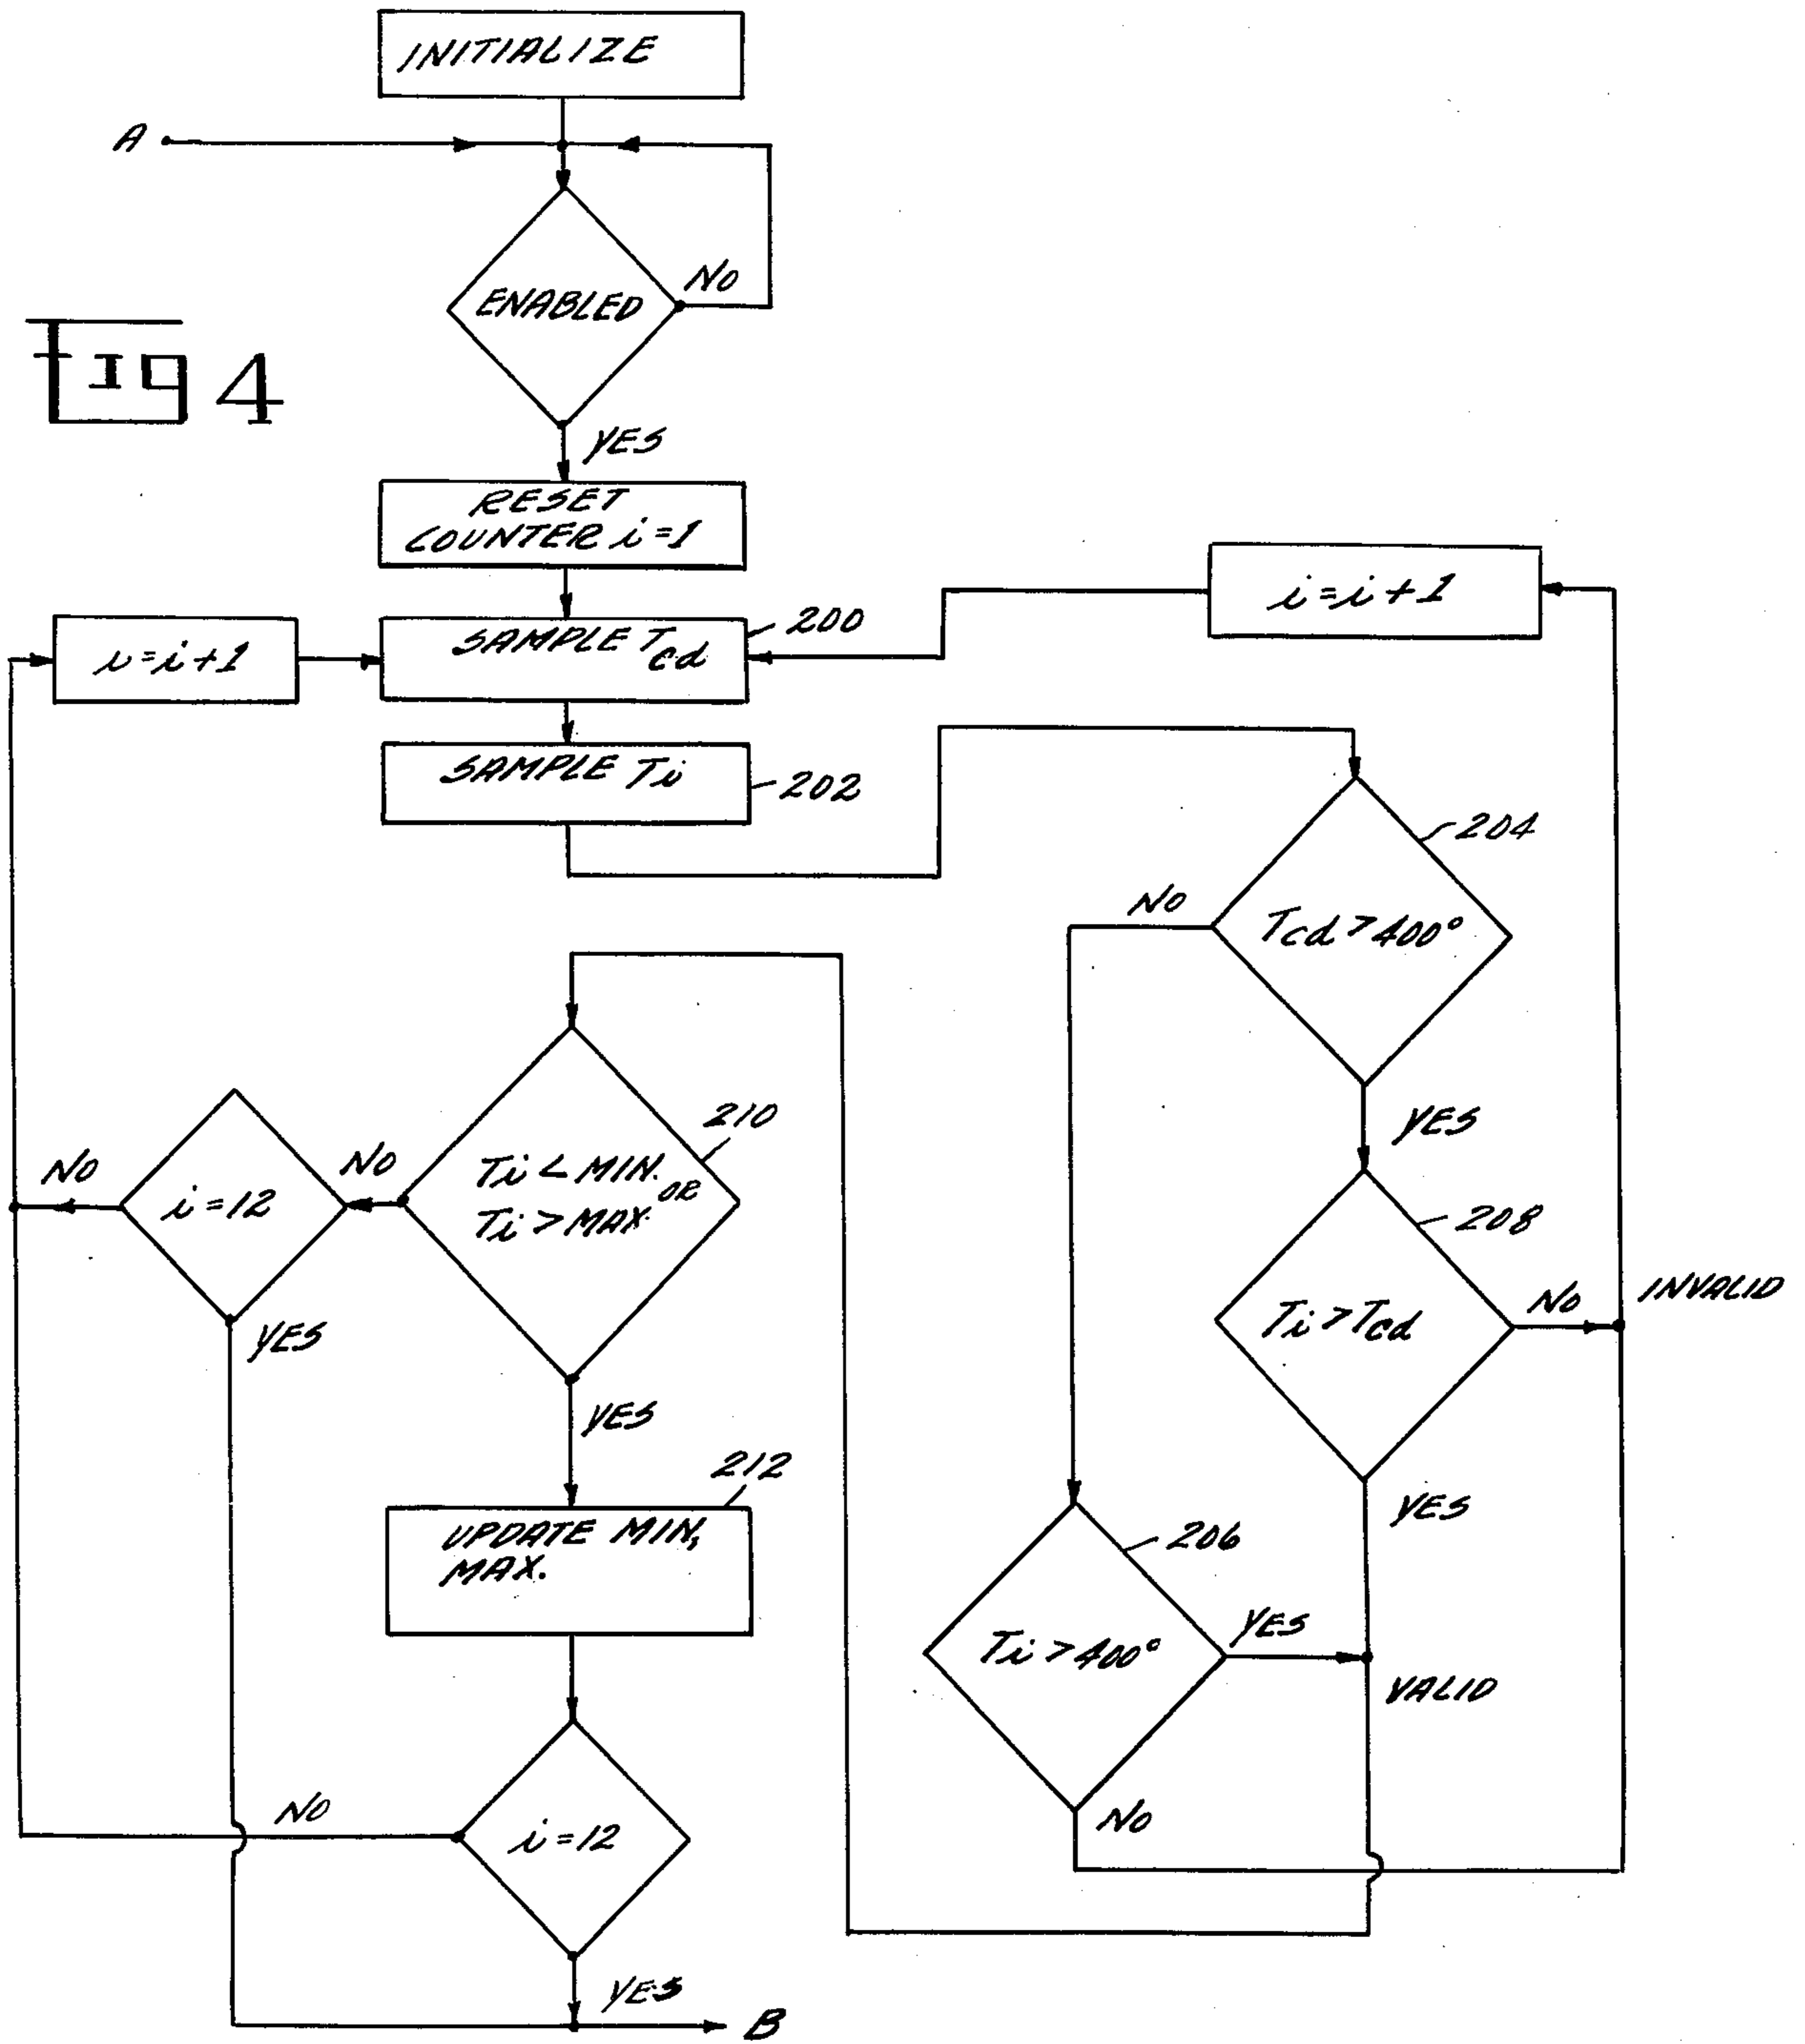 INITIALIZE
A
ENABLED
NO
FIG 4
YES
RESET
COUNTER i=1
i=i+1
i=i+1
SAMPLE Tcd
200
SAMPLE Ti
202
204
NO
Tcd > 400°
YES
210
NO
i=12
NO
Ti < MIN. OR
Ti > MAX.
208
INVALID
Ti > Tcd
NO
YES
YES
212
YES
UPDATE MIN,
MAX.
206
Ti > 400°
YES
VALID
NO
NO
i=12
YES
B